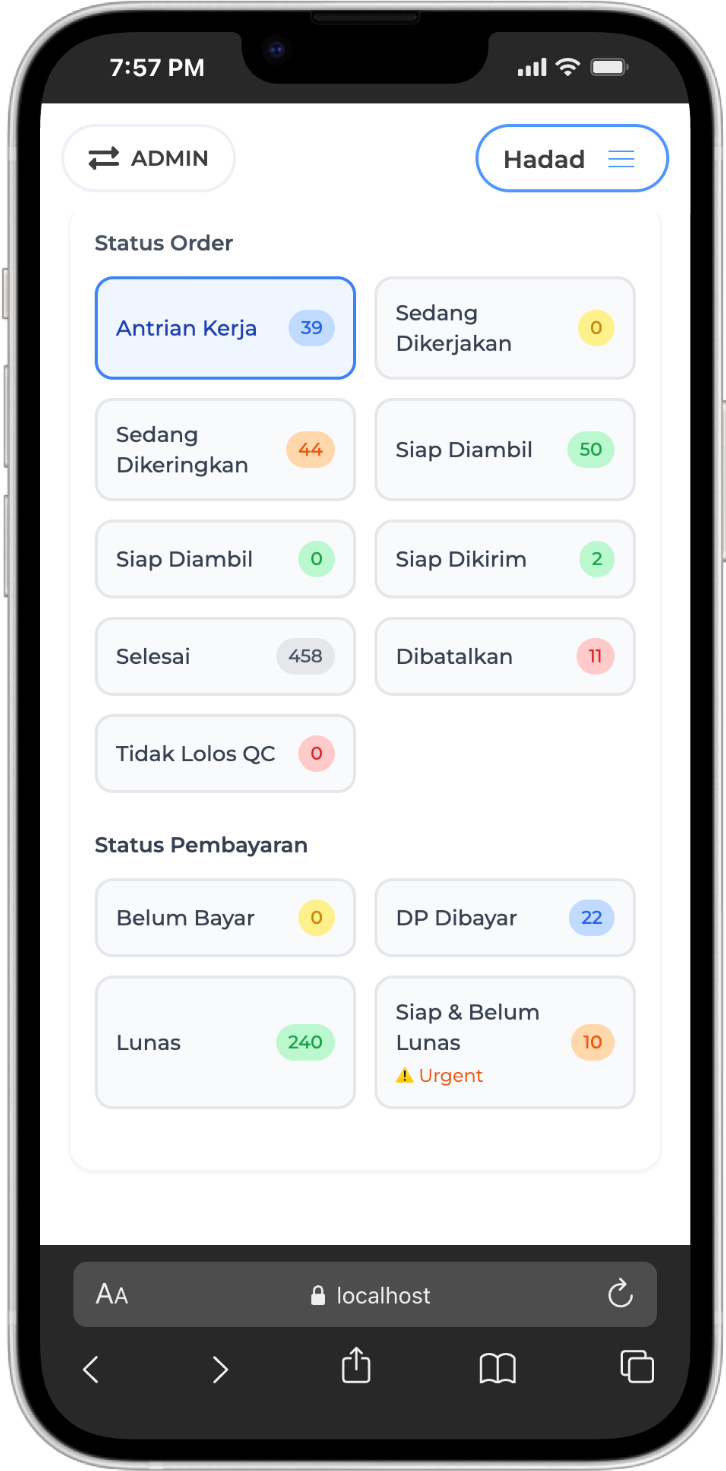 7:57 PM
ADMIN
Hadad
Status Order
Antrian Kerja 39
Sedang
Dikerjakan
0
Sedang
Dikeringkan
44
Siap Diambil 50
Siap Diambil 0
Siap Dikirim 2
Selesai 458
Dibatalkan 11
Tidak Lolos QC 0
Status Pembayaran
Belum Bayar 0
DP Dibayar 22
Lunas 240
Siap & Belum
Lunas
Urgent
10
AA localhost